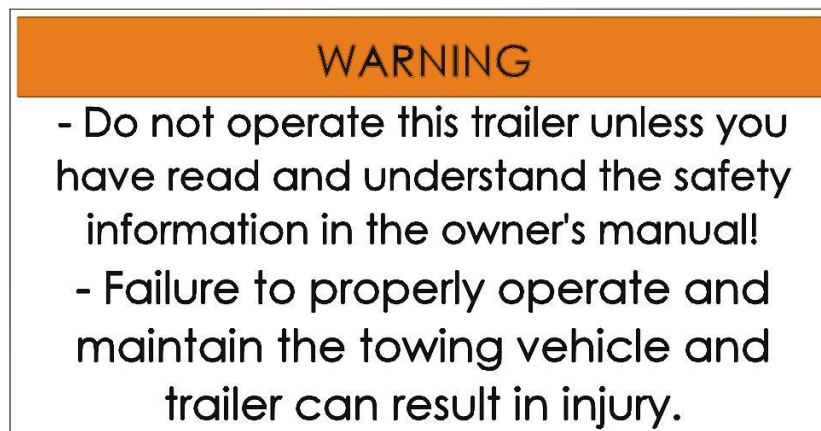 WARNING
- Do not operate this trailer unless you
have read and understand the safety
information in the owner's manual!
- Failure to properly operate and
maintain the towing vehicle and
trailer can result in injury.